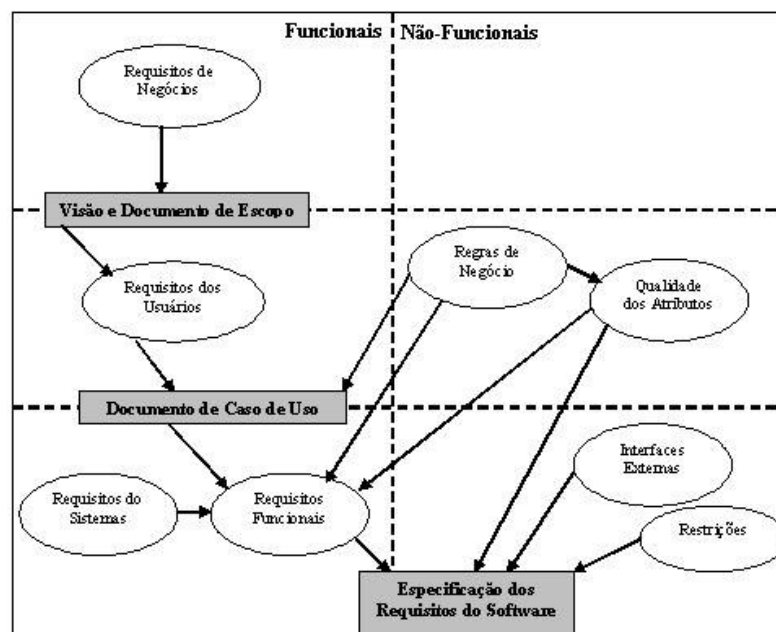 Funcionais
Não-Funcionais
Requisitos de
Negócios
Visão e Documento de Escopo
Regras de
Negócio
Requisitos dos
Usuários
Qualidade
dos Atributos
Documento de Caso de Uso
Interfaces
Externas
Requisitos do
Sistemas
Requisitos
Funcionais
Restrições
Especificação dos
Requisitos do Software